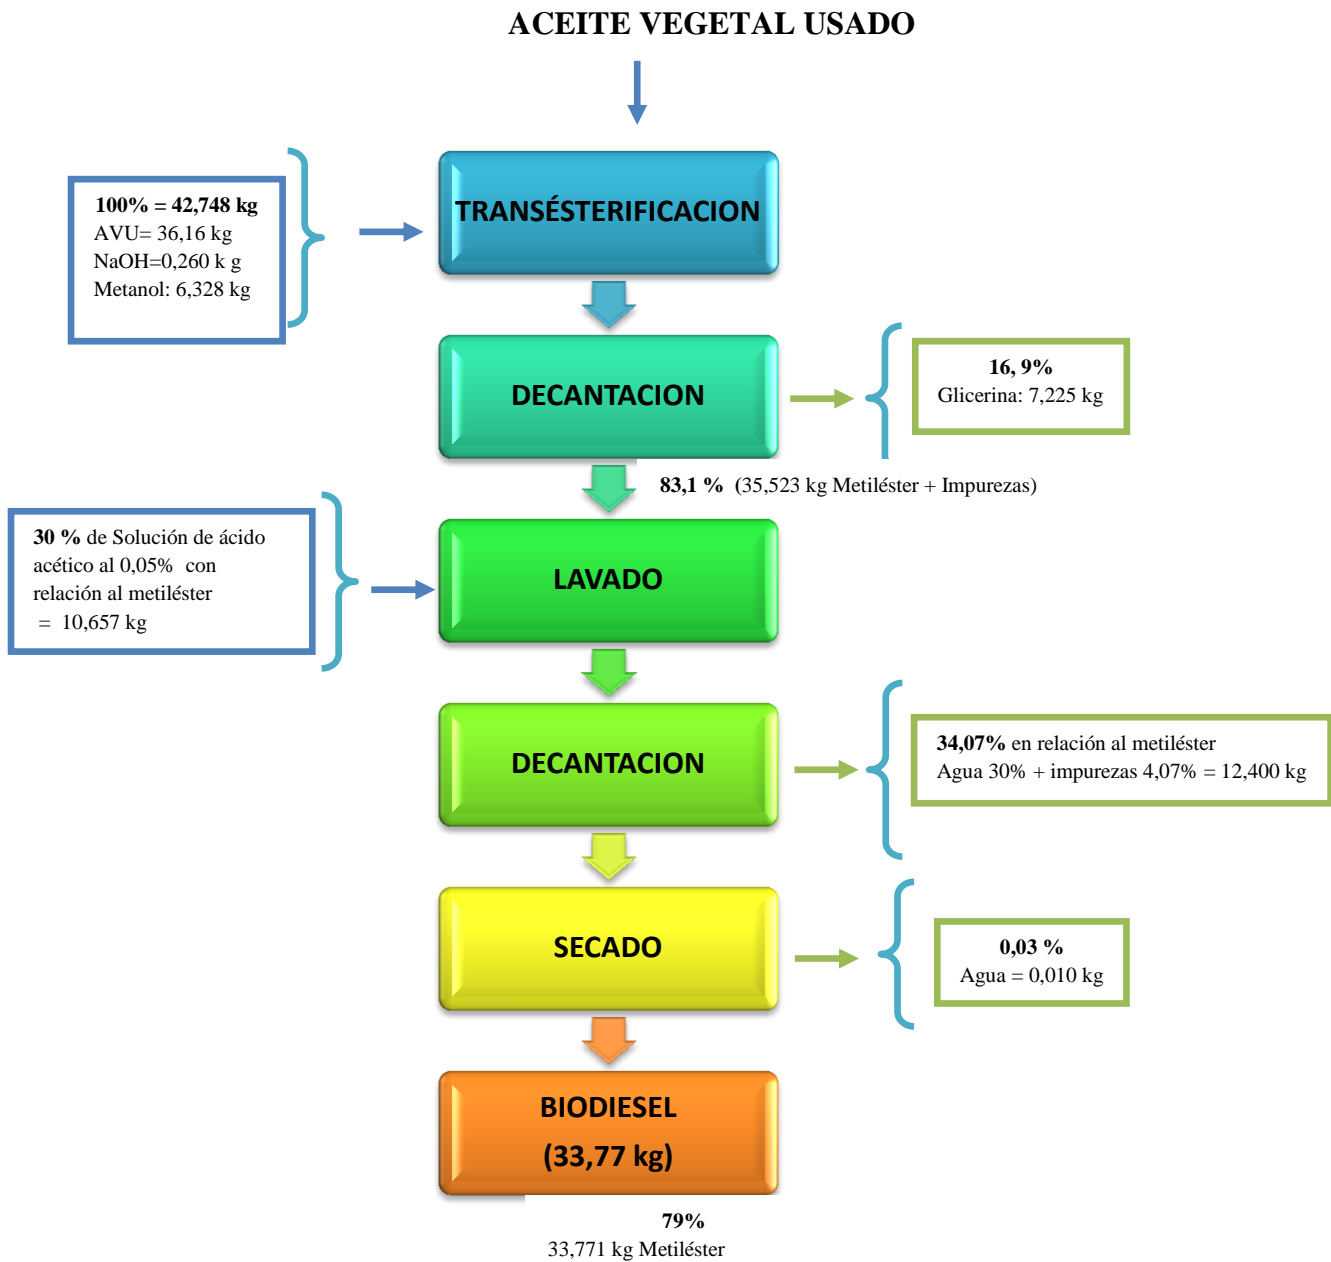 ACEITE VEGETAL USADO
100% = 42,748 kg
AVU= 36,16 kg
NaOH=0,260 k g
Metanol: 6,328 kg
TRANSÉSTERIFICACION
DECANTACION
16, 9%
Glicerina: 7,225 kg
83,1 % (35,523 kg Metiléster + Impurezas)
30 % de Solución de ácido
acético al 0,05% con
relación al metiléster
= 10,657 kg
LAVADO
DECANTACION
34,07% en relación al metiléster
Agua 30% + impurezas 4,07% = 12,400 kg
SECADO
0,03 %
Agua = 0,010 kg
BIODIESEL
(33,77 kg)
79%
33,771 kg Metiléster